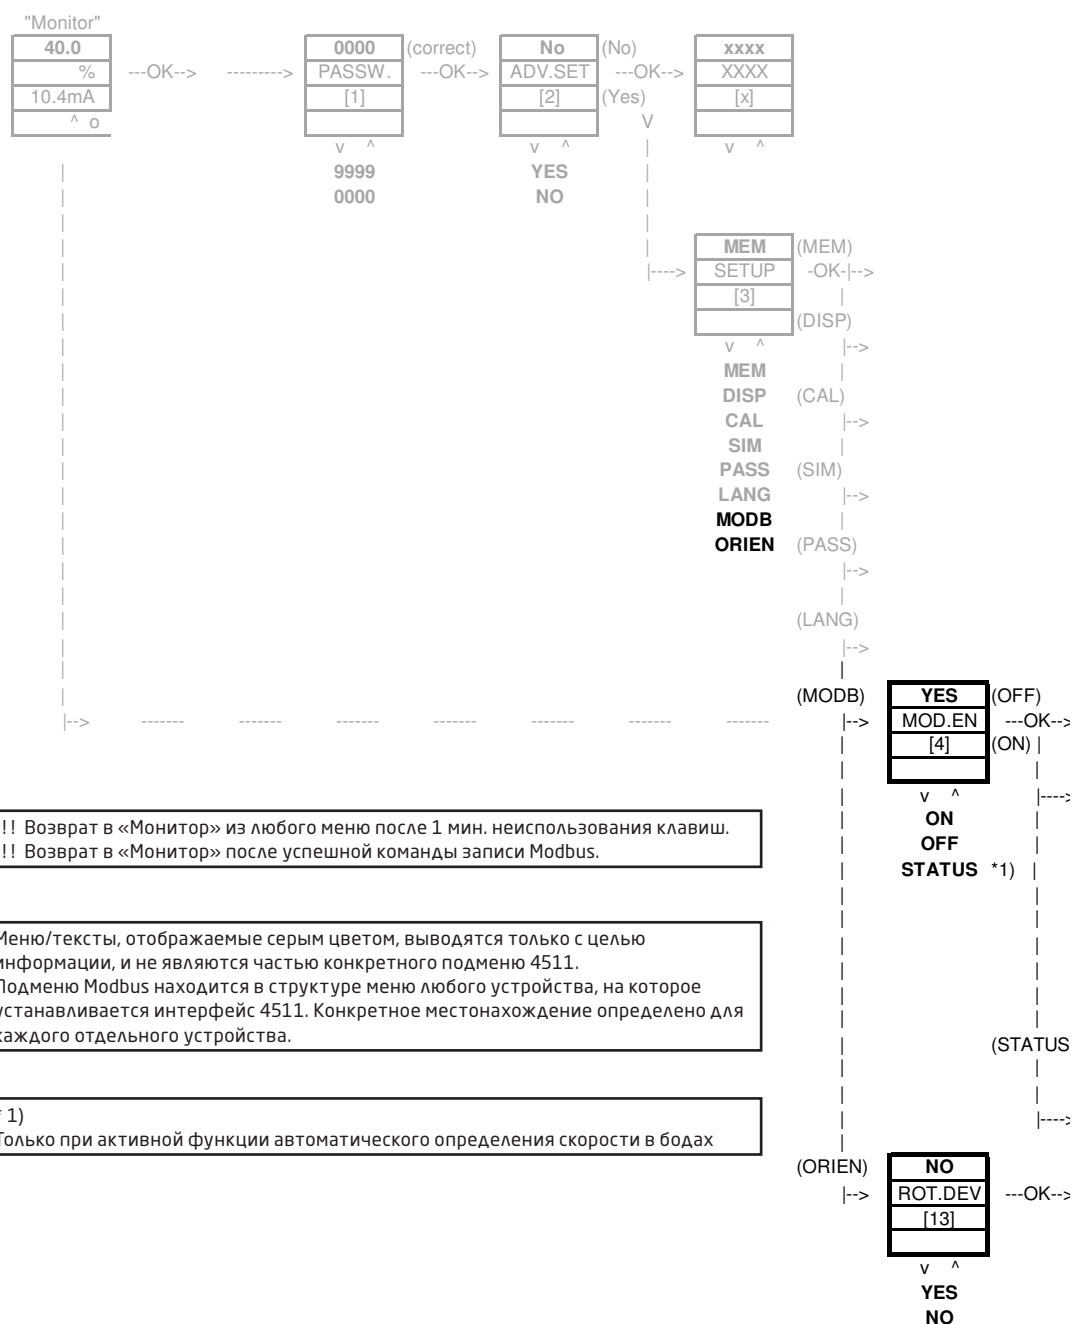 "Monitor"
40.0 0000 (correct) No (No) xxxx
% ---OK--> ---------> PASSW. ---OK--> ADV.SET ---OK--> XXXX
10.4mA [1] [2] (Yes) [x]
^ o V
v ^ v ^ | v ^
| 9999 YES |
| 0000 NO |
| |
| | MEM (MEM)
| |----> SETUP -OK-|-->
| [3] |
| (DISP)
| v ^ |-->
| MEM |
| DISP (CAL)
| CAL |-->
| SIM |
| PASS (SIM)
| LANG |-->
| MODB |
| ORIEN (PASS)
| |-->
| |
| (LANG)
| |-->
| |
| (MODB) YES (OFF)
|--> ------- ------- ------- ------- ------- ------- ------- |--> MOD.EN ---OK-->
| [4] (ON) |
| |
| v ^ |---->
!! Возврат в «Монитор» из любого меню после 1 мин. неиспользования клавиш. | ON |
!! Возврат в «Монитор» после успешной команды записи Modbus. | OFF |
| STATUS *1) |
| |
Меню/тексты, отображаемые серым цветом, выводятся только с целью
информации, и не являются частью конкретного подменю 4511.
Подменю Modbus находится в структуре меню любого устройства, на которое
устанавливается интерфейс 4511. Конкретное местонахождение определено для
каждого отдельного устройства.
| (STATUS
| |
* 1)
Только при активной функции автоматического определения скорости в бодах
| |---->
(ORIEN) NO
|--> ROT.DEV ---OK-->
[13]
v ^
YES
NO